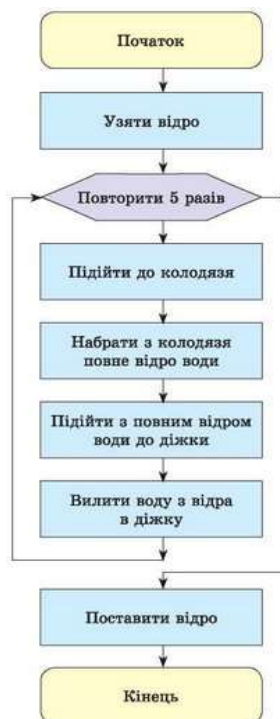 Початок
Узяти відро
Повторити 5 разів
Підійти до колодязя
Набрати з колодязя
повне відро води
Підійти з повним відром
води до діжки
Вилити воду з відра
в діжку
Поставити відро
Кінець